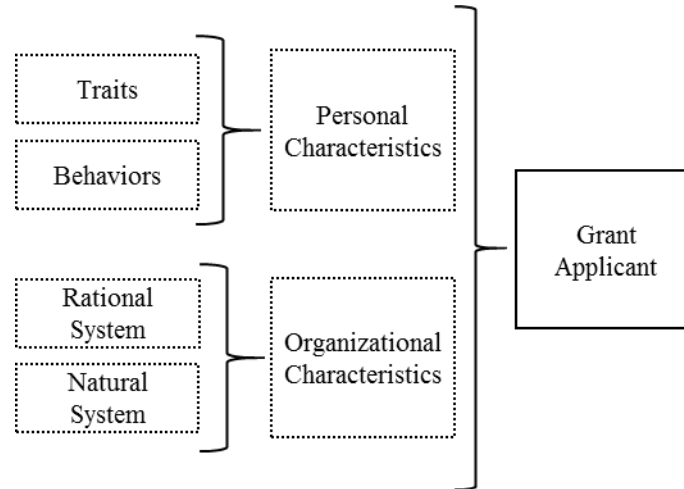 Traits
Behaviors
Personal
Characteristics
Rational
System
Natural
System
Organizational
Characteristics
Grant
Applicant